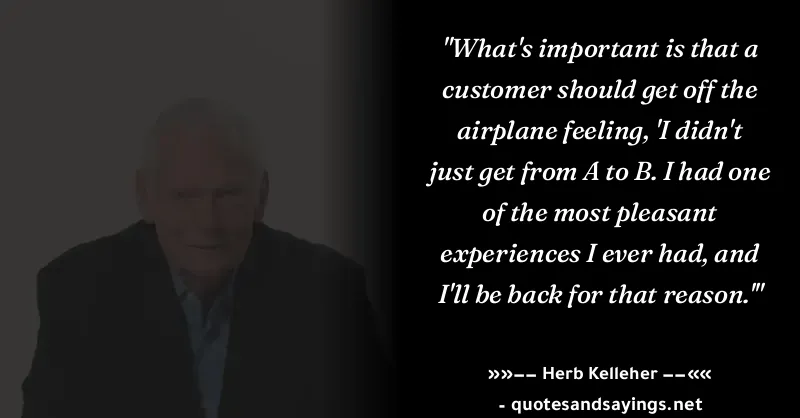 "What's important is that a
customer should get off the
airplane feeling, 'I didn't
just get from A to B. I had one
of the most pleasant
experiences I ever had, and
I'll be back for that reason.'"
»»−− Herb Kelleher −−««
- quotesandsayings.net